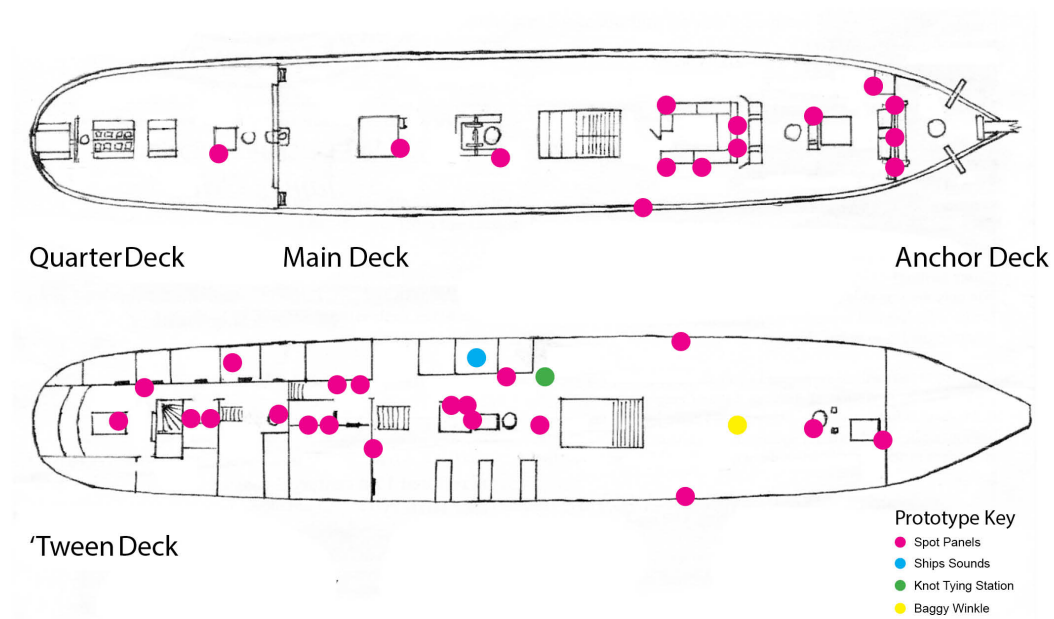 QuarterDeck
Main Deck
Anchor Deck
‘Tween Deck
Prototype Key
Spot Panels
Ships Sounds
Knot Tying Station
Baggy Winkle